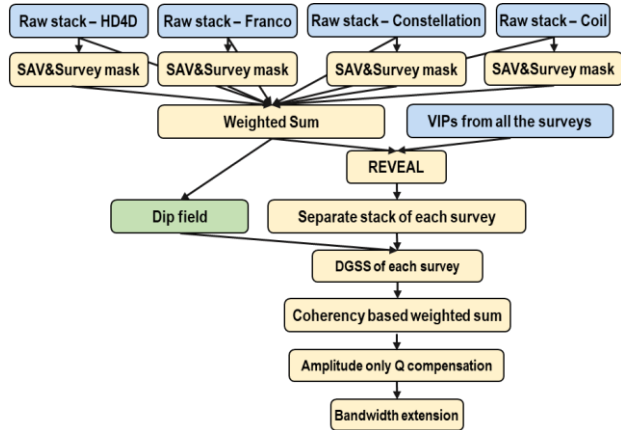 Raw stack – HD4D
Raw stack – Franco
Raw stack – Constellation
Raw stack – Coil
SAV&Survey mask
SAV&Survey mask
SAV&Survey mask
SAV&Survey mask
Weighted Sum
VIPs from all the surveys
REVEAL
Dip field
Separate stack of each survey
DGSS of each survey
Coherency based weighted sum
Amplitude only Q compensation
Bandwidth extension